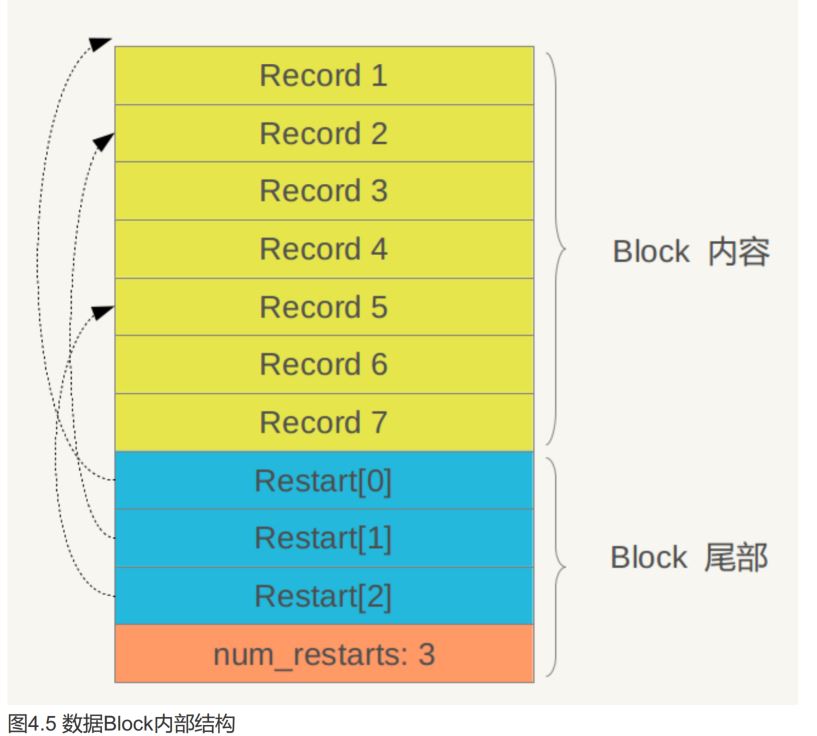 Record 1
Record 2
Record 3
Record 4
Block 内容
Record 5
Record 6
Record 7
Restart[0]
Restart[1]
Block 尾部
Restart[2]
num_restarts: 3
图4.5 数据Block内部结构